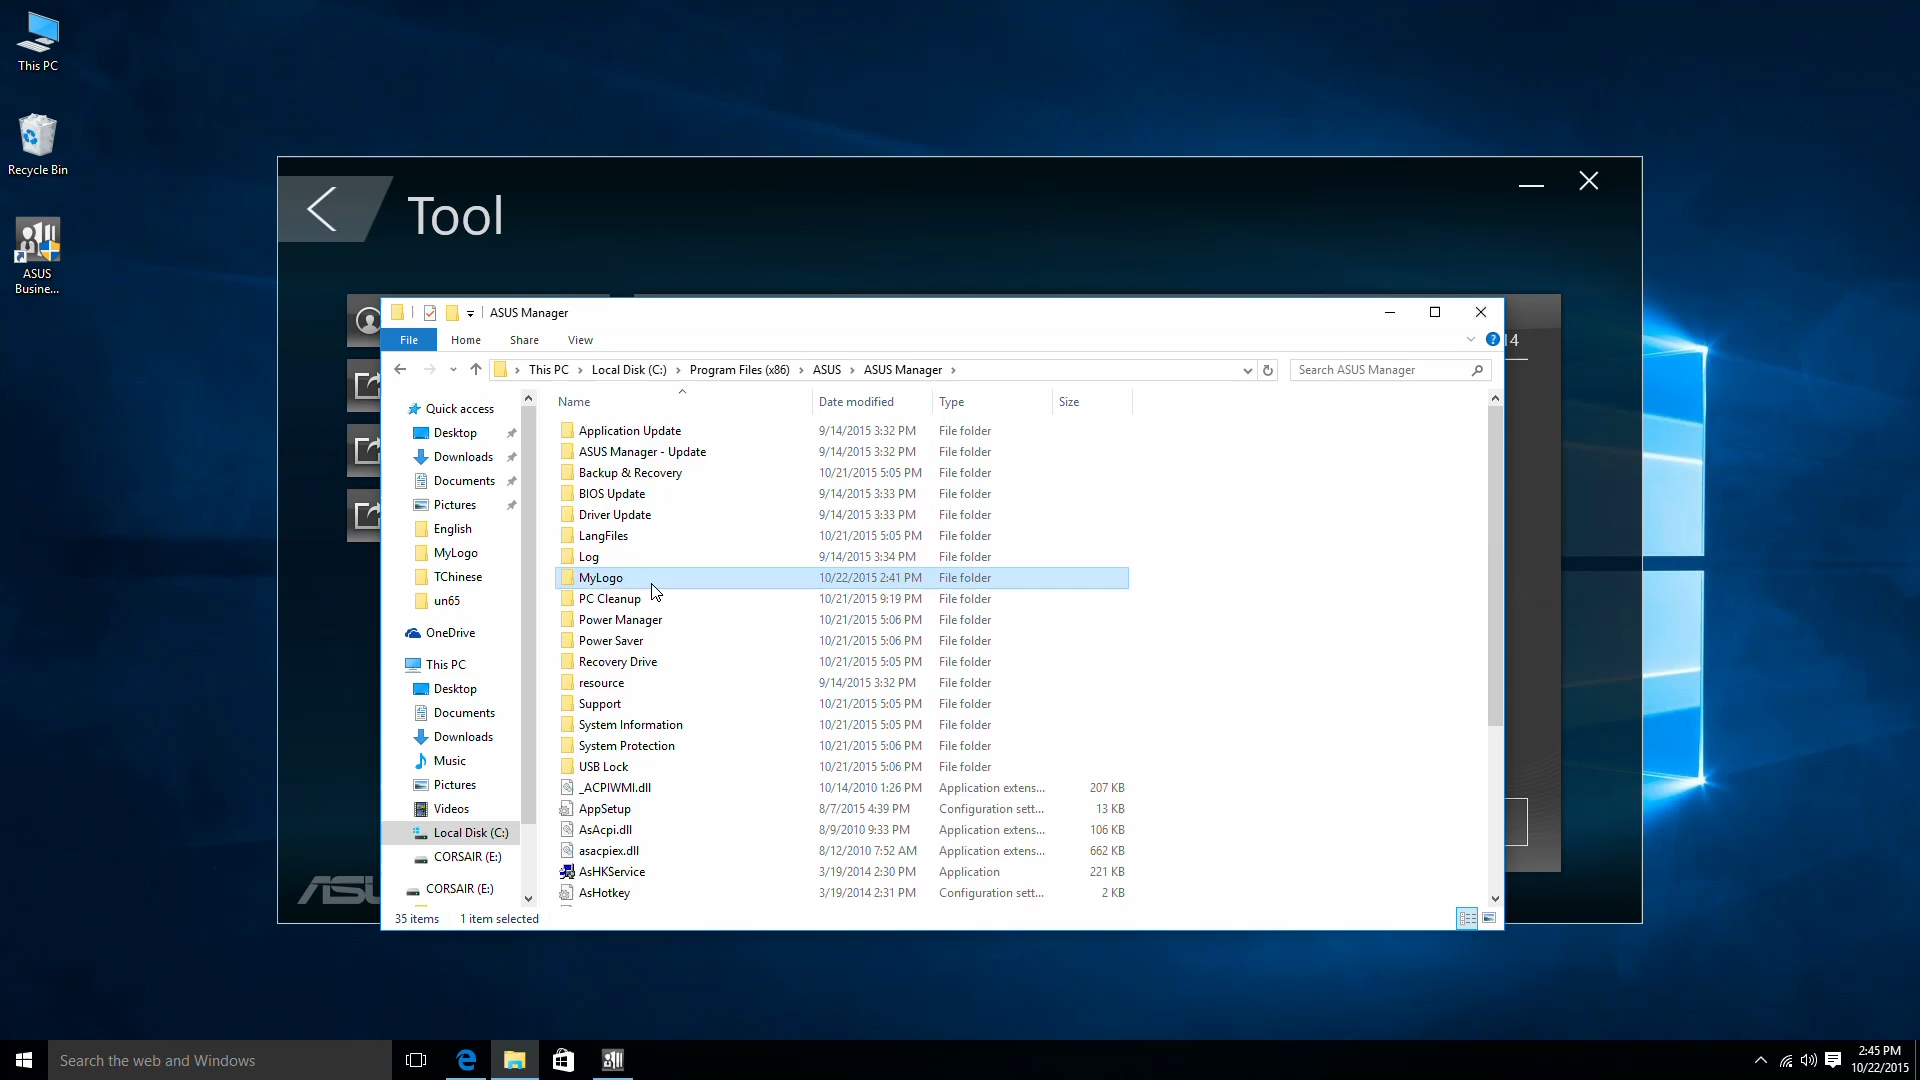 This PC
Recycle Bin
ASUS
Busine...
Tool
ASUS Manager
File Home Share View
14
This PC Local Disk (C:) Program Files (x86) ASUS ASUS Manager
Search ASUS Manager
Name Date modified Type Size
Quick access
Desktop
Downloads
Documents
Pictures
English
MyLogo
TChinese
un65
OneDrive
This PC
Desktop
Documents
Downloads
Music
Pictures
Videos
Local Disk (C:)
CORSAIR (E:)
CORSAIR (E:)
Application Update 9/14/2015 3:32 PM File folder
ASUS Manager - Update 9/14/2015 3:32 PM File folder
Backup & Recovery 10/21/2015 5:05 PM File folder
BIOS Update 9/14/2015 3:33 PM File folder
Driver Update 9/14/2015 3:33 PM File folder
LangFiles 10/21/2015 5:05 PM File folder
Log 9/14/2015 3:34 PM File folder
MyLogo 10/22/2015 2:41 PM File folder
PC Cleanup 10/21/2015 9:19 PM File folder
Power Manager 10/21/2015 5:06 PM File folder
Power Saver 10/21/2015 5:06 PM File folder
Recovery Drive 10/21/2015 5:05 PM File folder
resource 9/14/2015 3:32 PM File folder
Support 10/21/2015 5:05 PM File folder
System Information 10/21/2015 5:05 PM File folder
System Protection 10/21/2015 5:06 PM File folder
USB Lock 10/21/2015 5:06 PM File folder
_ACPIWMI.dll 10/14/2010 1:26 PM Application extens... 207 KB
AppSetup 8/7/2015 4:39 PM Configuration sett... 13 KB
AsAcpi.dll 8/9/2010 9:33 PM Application extens... 106 KB
asacpiex.dll 8/12/2010 7:52 AM Application extens... 662 KB
AsHKService 3/19/2014 2:30 PM Application 221 KB
AsHotkey 3/19/2014 2:31 PM Configuration sett... 2 KB
35 items 1 item selected
Search the web and Windows
2:45 PM
10/22/2015